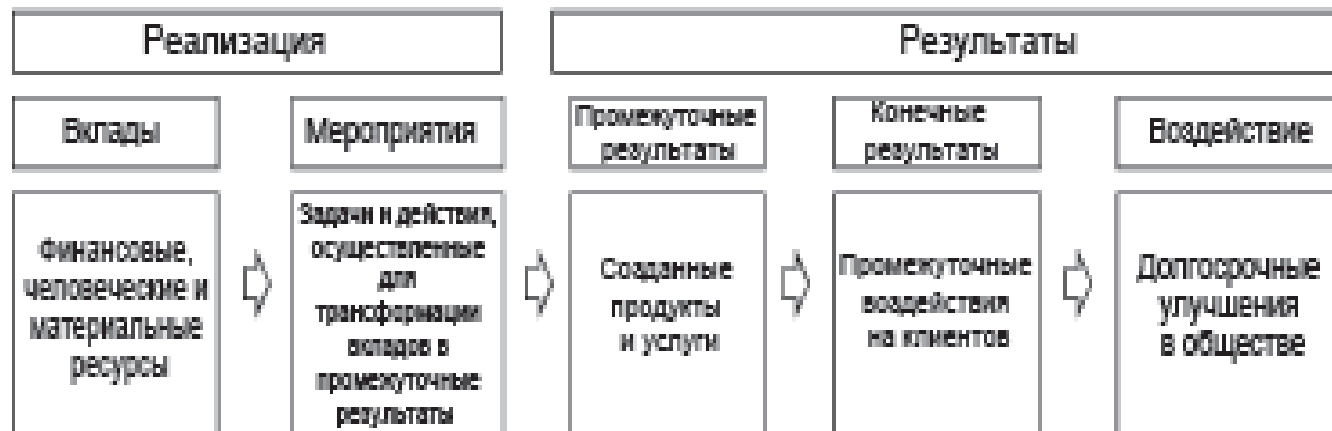 Реализация
Результаты
Вклады
Мероприятия
Промежуточные
результаты
Конечные
результаты
Воздействие
Финансовые,
человеческие и
материальные
ресурсы
Задачи и действия,
осуществленные
для
трансформации
вкладов в
промежуточные
результаты
Созданные
продукты
и услуги
Промежуточные
воздействия
на клиентов
Долгосрочные
улучшения
в обществе